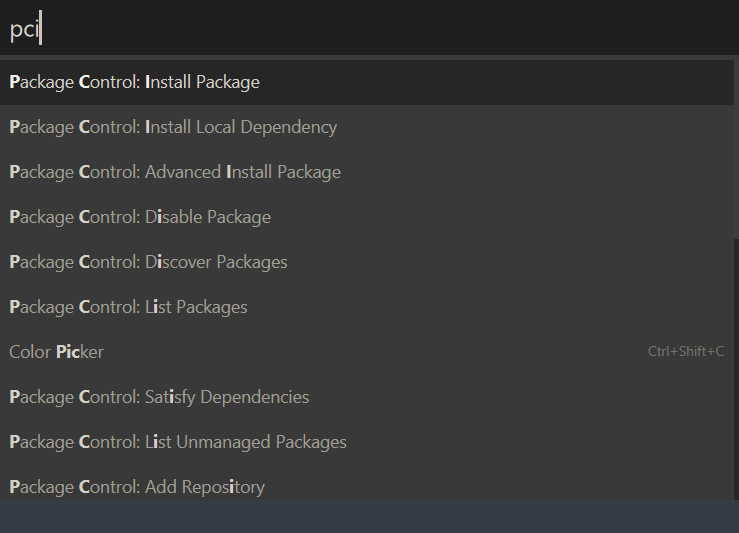 pci
Package Control: Install Package
Package Control: Install Local Dependency
Package Control: Advanced Install Package
Package Control: Disable Package
Package Control: Discover Packages
Package Control: List Packages
Color Picker Ctrl+Shift+C
Package Control: Satisfy Dependencies
Package Control: List Unmanaged Packages
Package Control: Add Repository